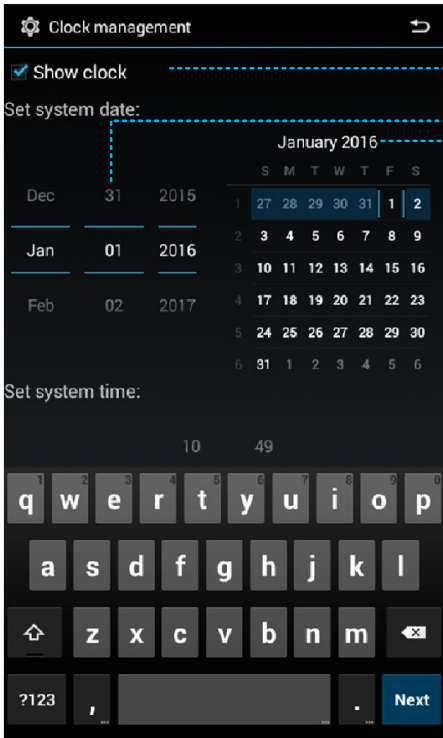 Clock management
Show clock
Set system date:
January 2016
S M T W T F S
Dec 31 2015
1 27 28 29 30 31 1 2
2 3 4 5 6 7 8 9
Jan 01 2016
3 10 11 12 13 14 15 16
Feb 02 2017
4 17 18 19 20 21 22 23
5 24 25 26 27 28 29 30
6 31 1 2 3 4 5 6
Set system time:
10 49
1 2 3 4 5 6 7 8 9 0
q w e r t y u i o p
a s d f g h j k l
z x c v b n m
?123 , ... ... . ... Next